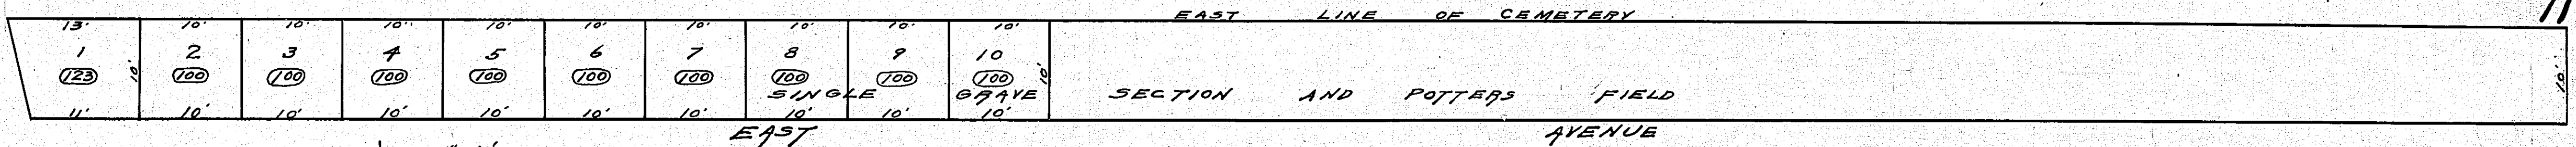 EAST LINE OF CEMETERY
13' 10' 10' 10' 10' 10' 10' 10' 10' 10'
1 2 3 4 5 6 7 8 9 10
123 10' 100 100 100 100 100 100 100 100 100 10' 10'
SINGLE GRAVE SECTION AND POTTERS FIELD
11' 10' 10' 10' 10' 10' 10' 10' 10' 10'
EAST AVENUE